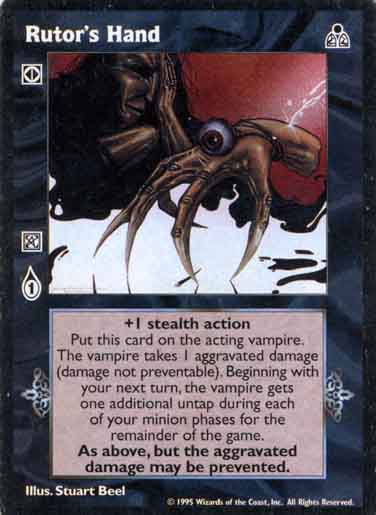 Rutor's Hand
1
+1 stealth action
Put this card on the acting vampire.
The vampire takes 1 aggravated damage
(damage not preventable). Beginning with
your next turn, the vampire gets
one additional untap during each
of your minion phases for the
remainder of the game.
As above, but the aggravated
damage may be prevented.
Illus. Stuart Beel
© 1995 Wizards of the Coast, Inc. All Rights Reserved.